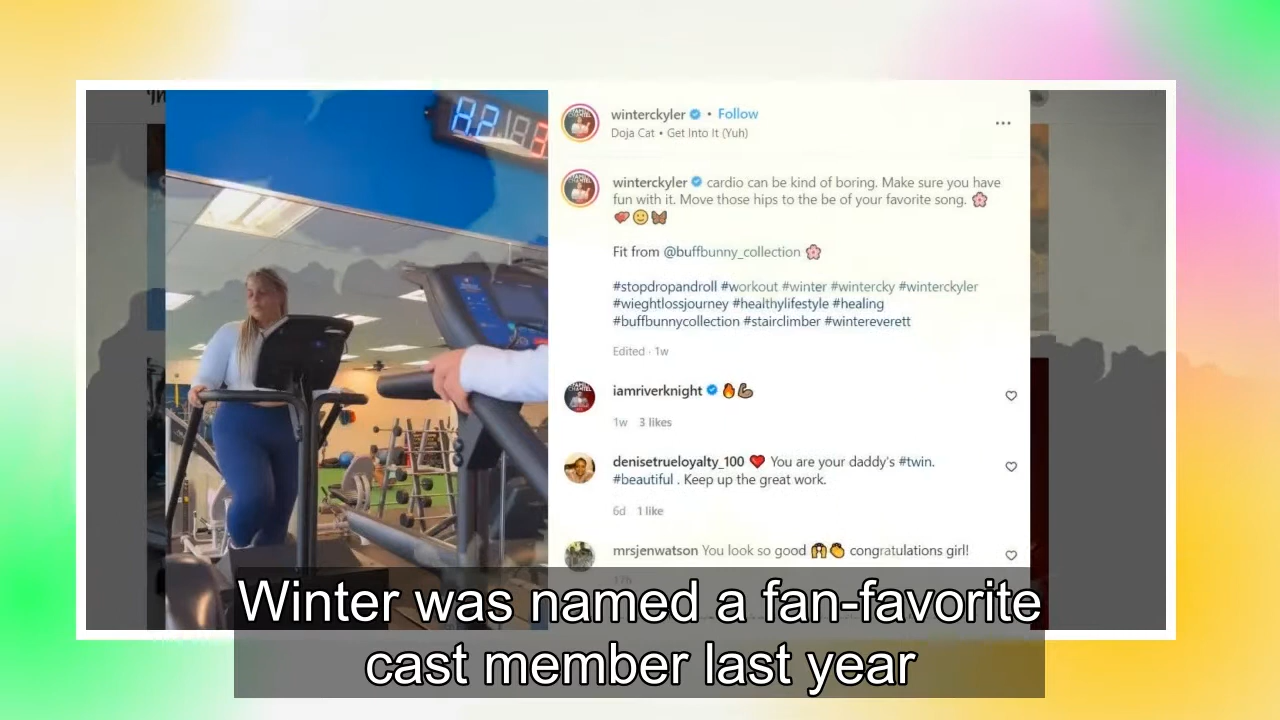 winterckyler • Follow
Doja Cat • Get Into It (Yuh)
winterckyler cardio can be kind of boring. Make sure you have
fun with it. Move those hips to the be of your favorite song. 🌸
💕🙂🦋
Fit from @buffbunny_collection 🌸
#stopdropandroll #workout #winter #wintercky #winterckyler
#wieghtlossjourney #healthylifestyle #healing
#buffbunnycollection #stairclimber #wintereverett
Edited · 1w
iamriverknight 🔥💪
1w 3 likes
denisetrueloyalty_100 ❤️ You are your daddy's #twin.
#beautiful . Keep up the great work.
6d 1 like
mrsjenwatson You look so good 🙌👏 congratulations girl!
17h
Winter was named a fan-favorite
cast member last year